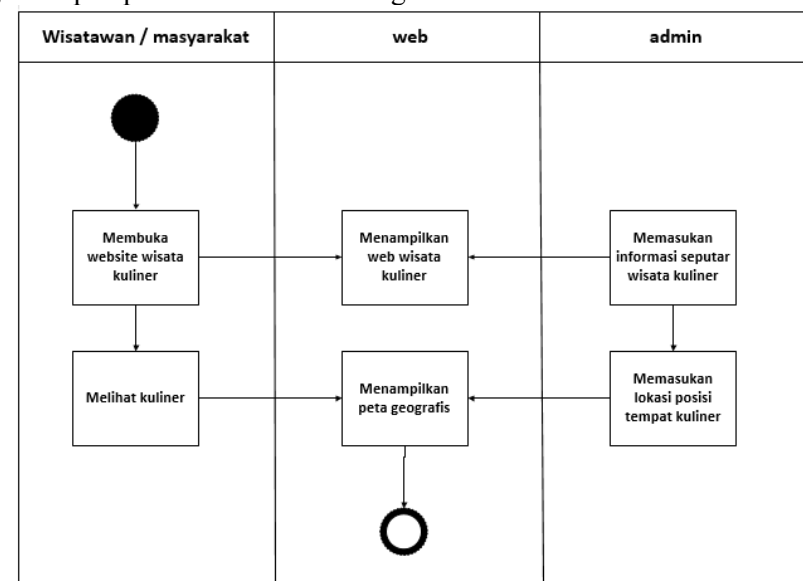 Wisatawan / masyarakat
web
admin
Membuka
website wisata
kuliner
Menampilkan
web wisata
kuliner
Memasukan
informasi seputar
wisata kuliner
Melihat kuliner
Menampilkan
peta geografis
Memasukan
lokasi posisi
tempat kuliner